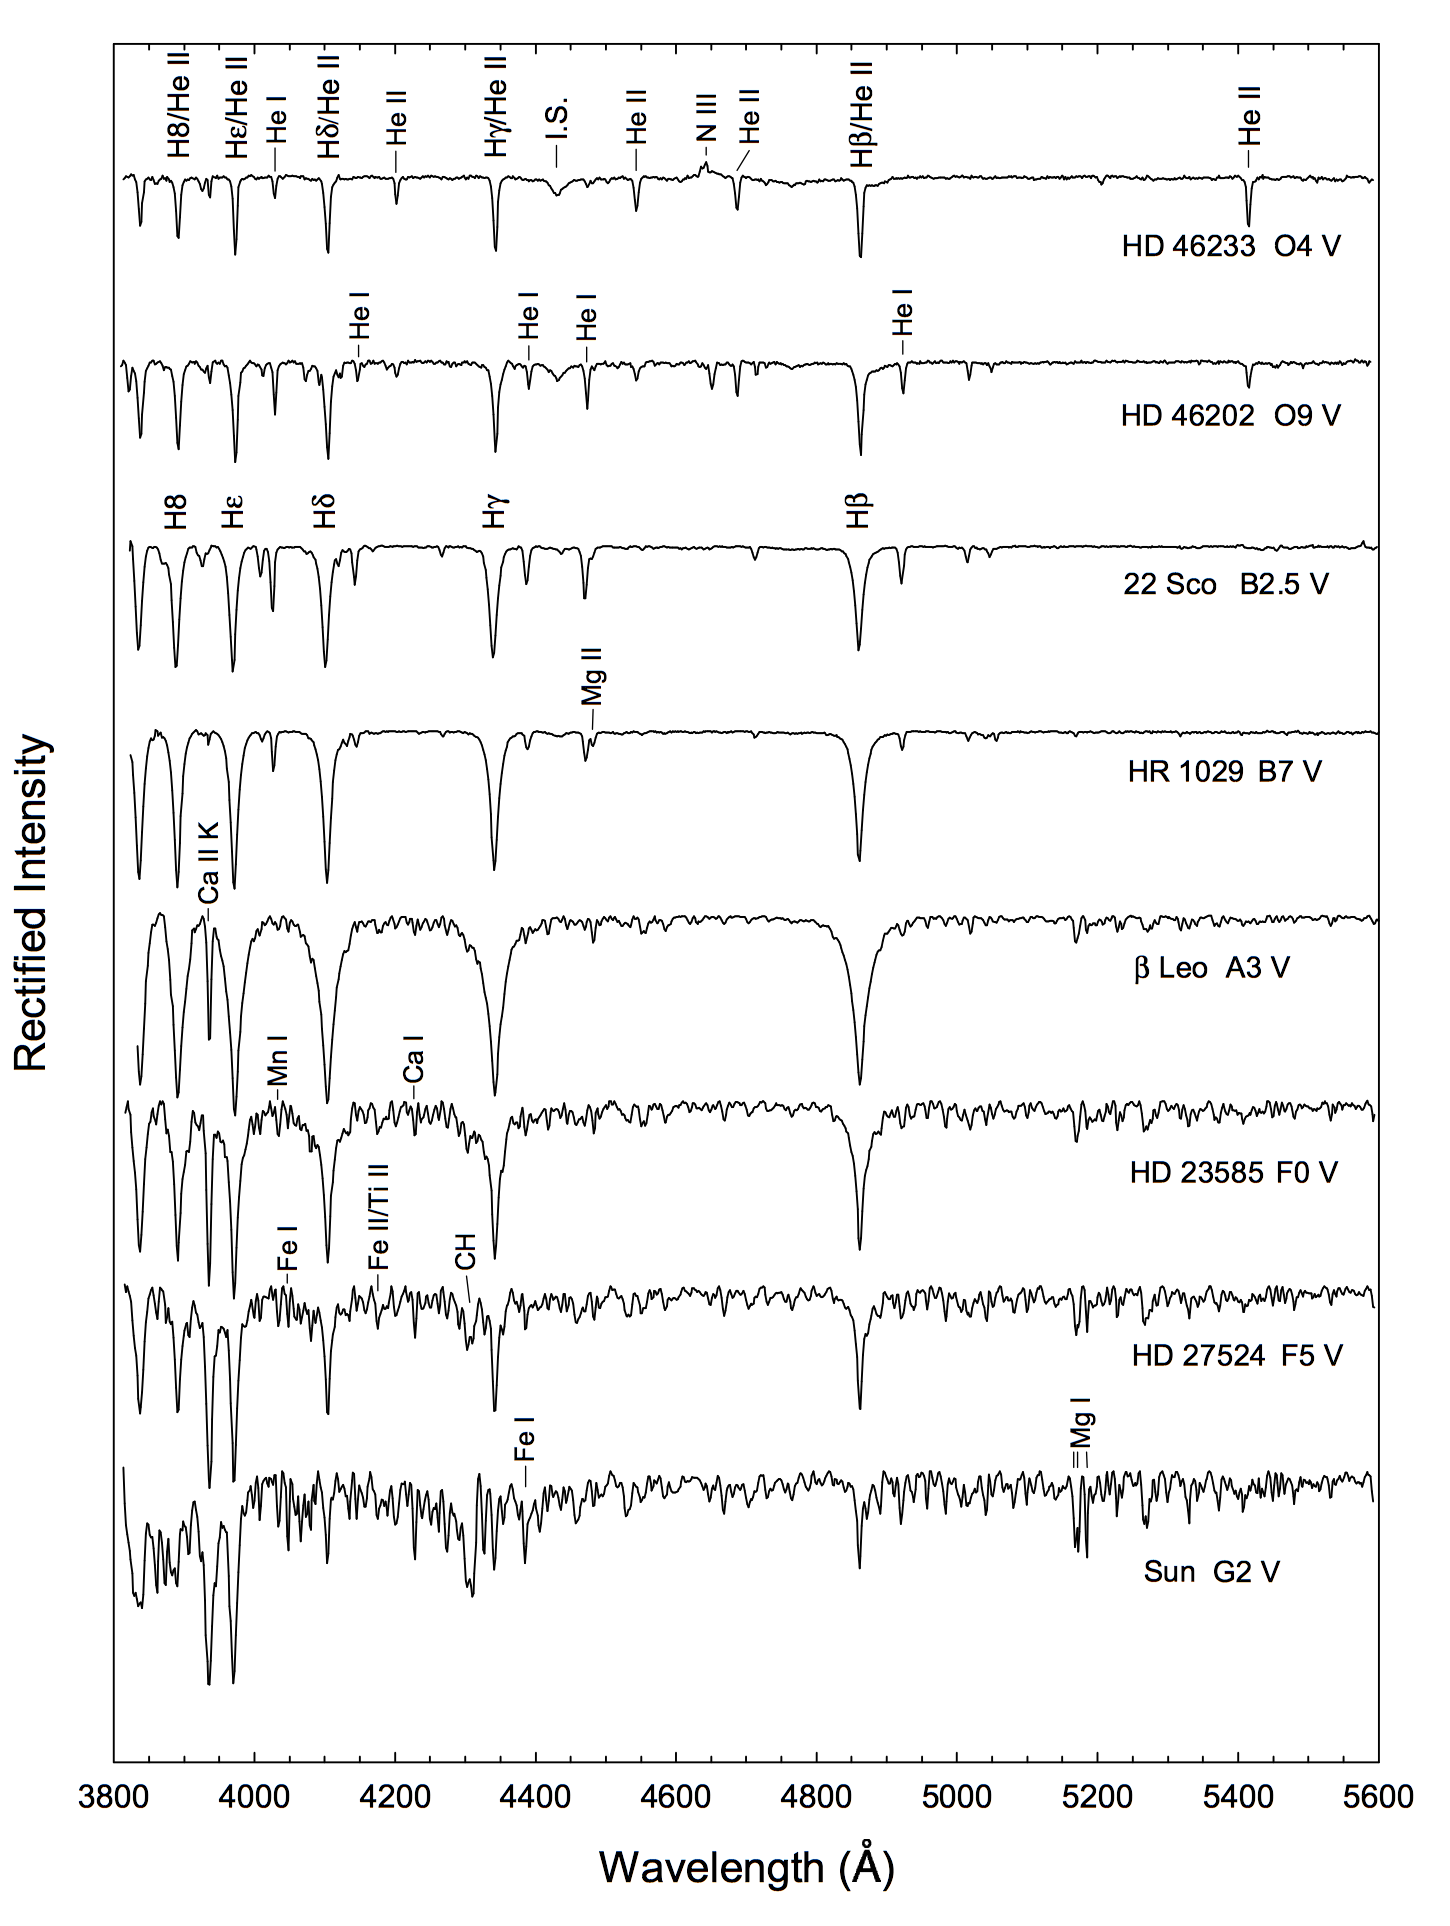 H8/He II
Hε/He II
He I
Hδ/He II
He II
Hγ/He II
I.S.
He II
N III
He II
Hβ/He II
He II
HD 46233 O4 V
He I
He I
He I
He I
HD 46202 O9 V
H8
Hε
Hδ
Hγ
Hβ
22 Sco B2.5 V
Mg II
HR 1029 B7 V
Ca II K
β Leo A3 V
Mn I
Ca I
HD 23585 F0 V
Fe I
Fe II/Ti II
CH
HD 27524 F5 V
Fe I
Mg I
Sun G2 V
Rectified Intensity
3800 4000 4200 4400 4600 4800 5000 5200 5400 5600
Wavelength (Å)